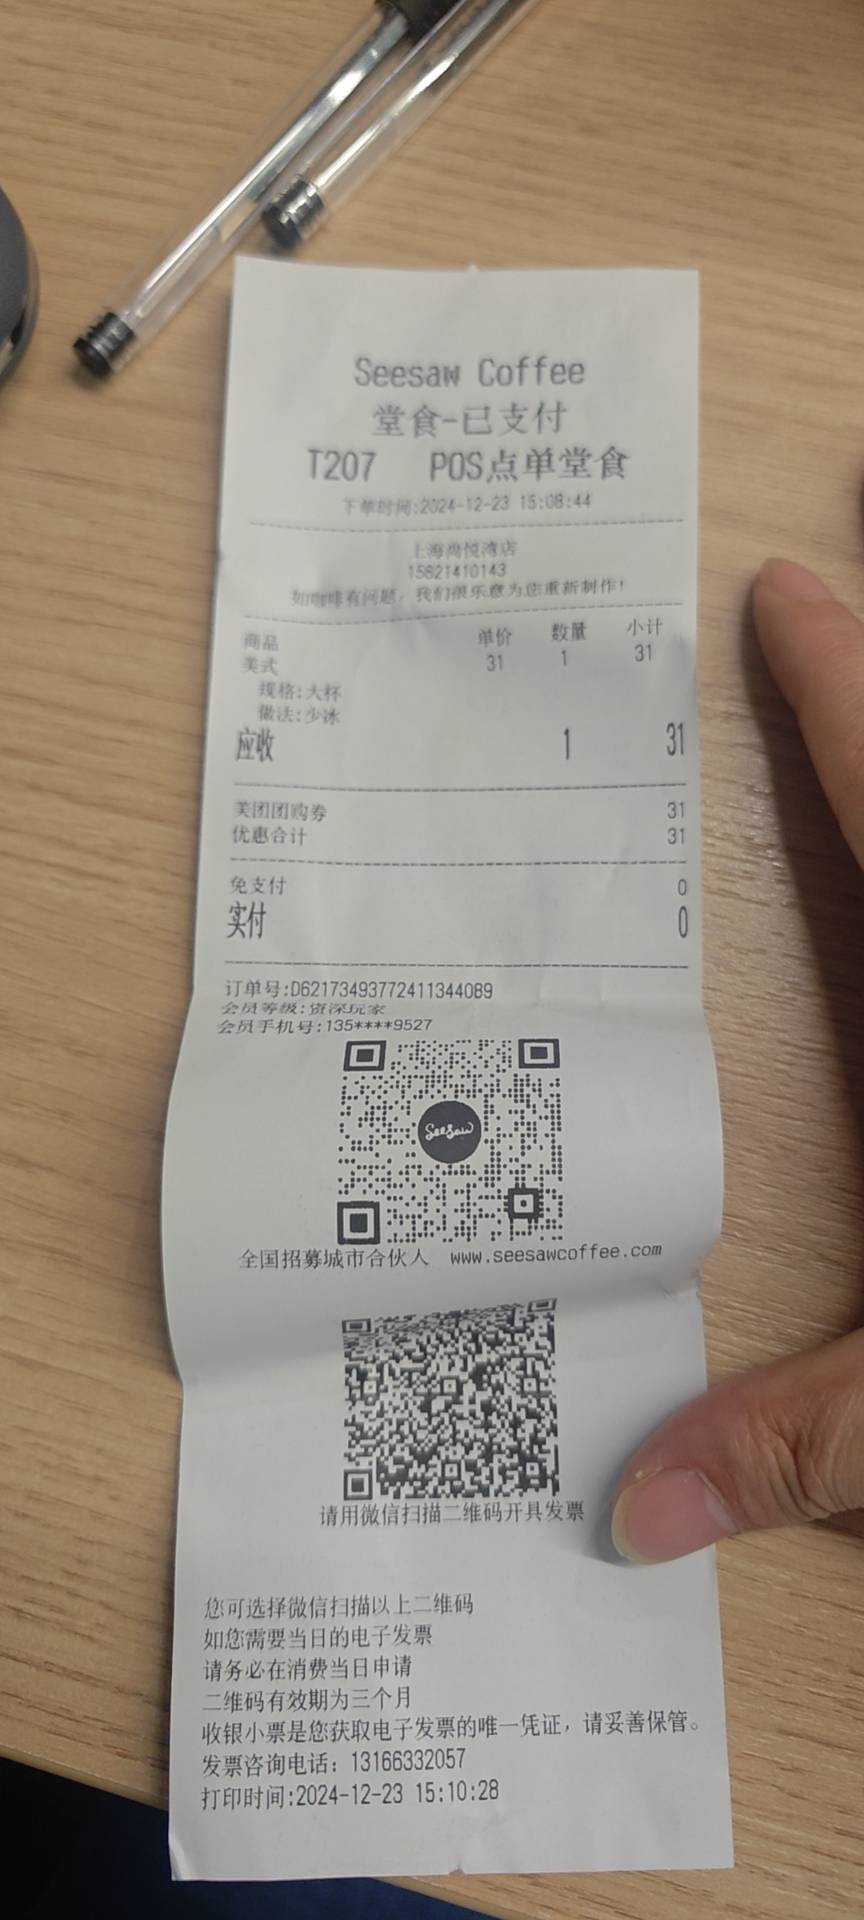 Seesaw Coffee
堂食-已支付
T207 POS点单堂食
下单时间:2024-12-23 15:08:44
上海尚悦湾店
15821410143
如咖啡有问题，我们很乐意为您重新制作!
商品 单价 数量 小计
美式 31 1 31
规格:大杯
做法:少冰
应收 1 31
美团团购券 31
优惠合计 31
免支付 0
实付 0
订单号:D621734937724113440​89
会员等级:资深玩家
会员手机号:135****9527
Seesaw
全国招募城市合伙人 www.seesawcoffee.com
请用微信扫描二维码开具发票
您可选择微信扫描以上二维码
如您需要当日的电子发票
请务必在消费当日申请
二维码有效期为三个月
收银小票是您获取电子发票的唯一凭证，请妥善保管。
发票咨询电话：13166332057
打印时间:2024-12-23 15:10:28